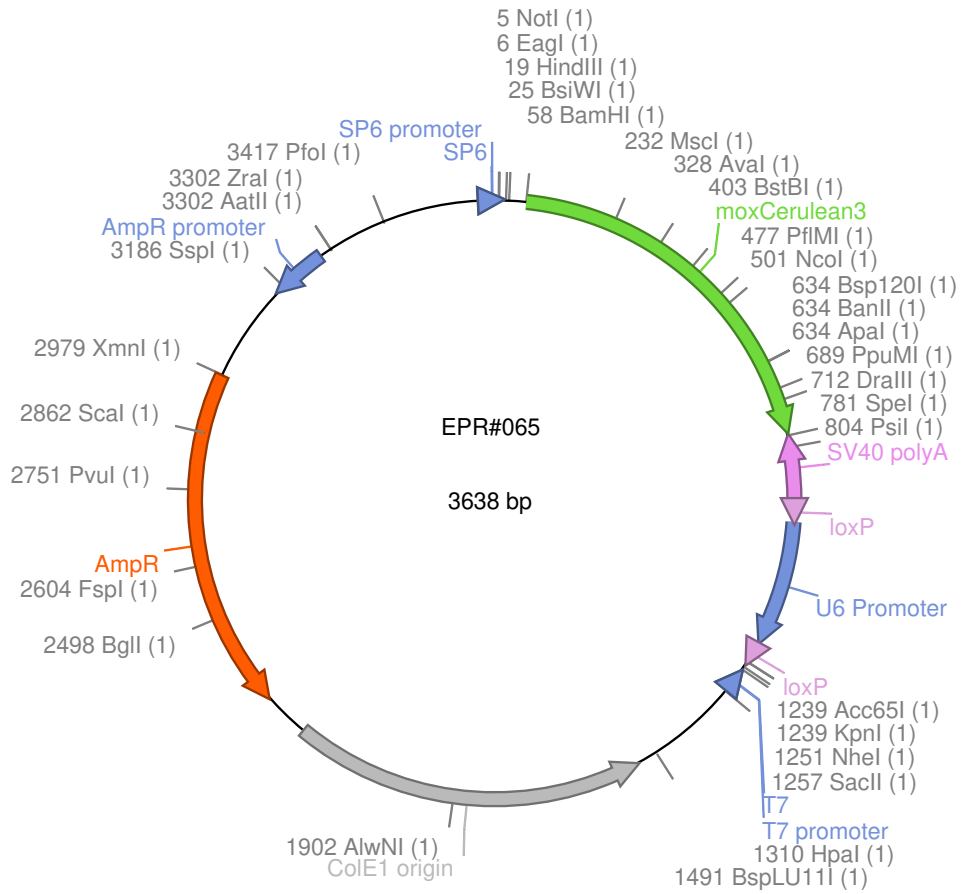 5 NotI (1)
6 EagI (1)
19 HindIII (1)
25 BsiWI (1)
58 BamHI (1)
SP6 promoter
SP6
232 MscI (1)
328 AvaI (1)
403 BstBI (1)
moxCerulean3
477 PflMI (1)
501 NcoI (1)
634 Bsp120I (1)
634 BanII (1)
634 ApaI (1)
689 PpuMI (1)
712 DraIII (1)
781 SpeI (1)
804 PsiI (1)
SV40 polyA
loxP
U6 Promoter
loxP
1239 Acc65I (1)
1239 KpnI (1)
1251 NheI (1)
1257 SacII (1)
T7
T7 promoter
1310 HpaI (1)
1491 BspLU11I (1)
1902 AlwNI (1)
ColE1 origin
2498 BglI (1)
2604 FspI (1)
AmpR
2751 PvuI (1)
2862 ScaI (1)
2979 XmnI (1)
3186 SspI (1)
AmpR promoter
3302 AatII (1)
3302 ZraI (1)
3417 PfoI (1)
EPR#065
3638 bp